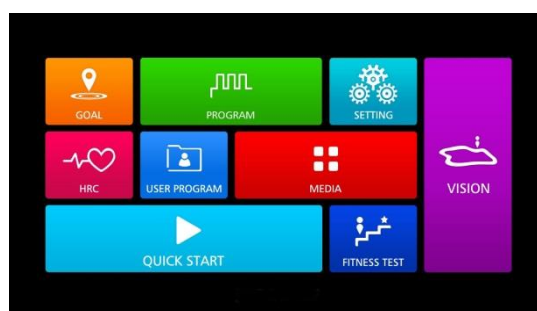 GOAL
PROGRAM
SETTING
HRC
USER PROGRAM
MEDIA
VISION
QUICK START
FITNESS TEST